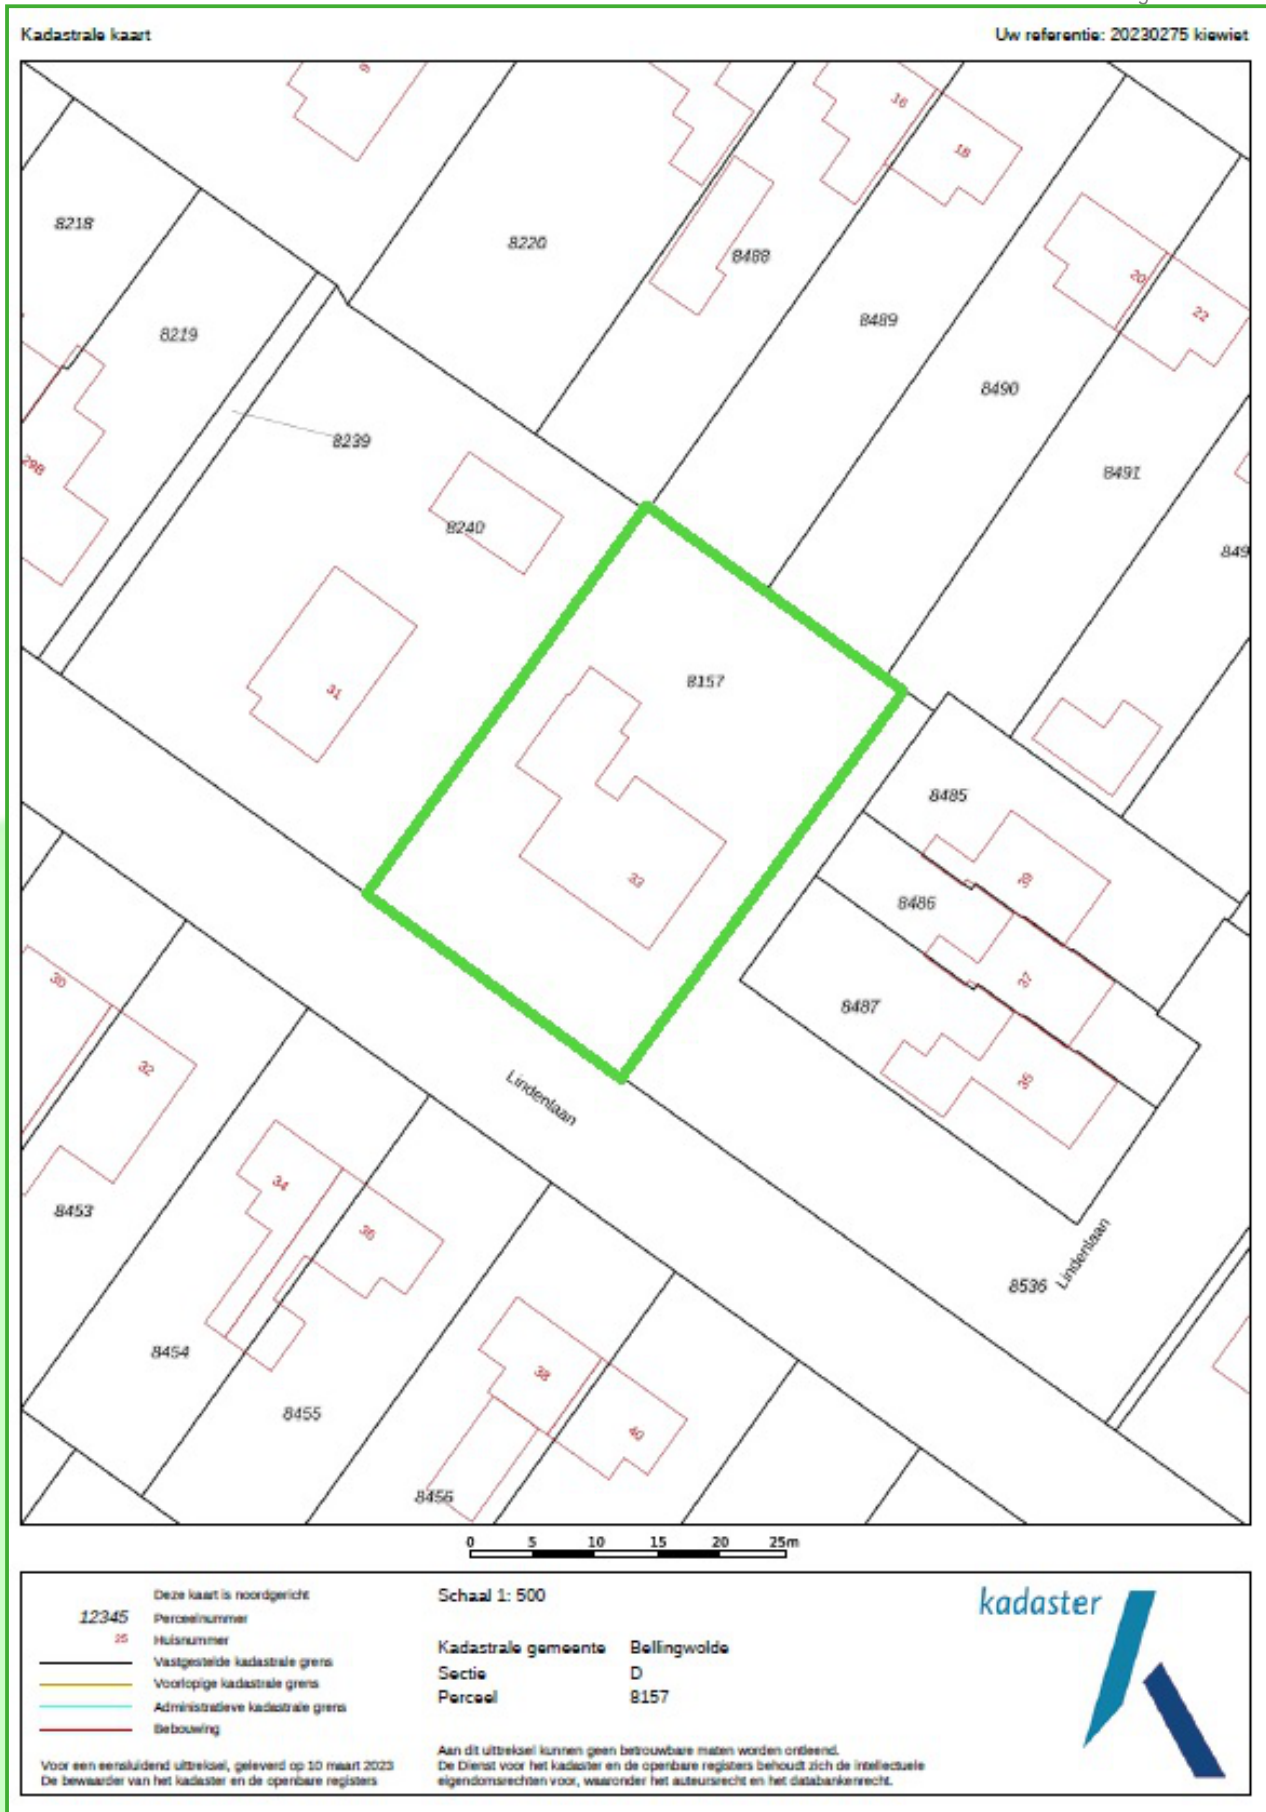 Kadastrale kaart
Uw referentie: 20230275 kiewiet
16
18
8218
8220
8488
20
22
8219
8489
8490
8239
29B
8240
8491
31
8157
33
8485
39
8486
37
8487
35
30
32
Lindenlaan
34
36
8453
Lindenlaan
8536
8454
38
40
8455
8456
0 5 10 15 20 25m
Deze kaart is noordgericht
12345 Perceelnummer
25 Huisnummer
Vastgestelde kadastrale grens
Voorlopige kadastrale grens
Administratieve kadastrale grens
Bebouwing
Voor een eensluidend uittreksel, geleverd op 10 maart 2023
De bewaarder van het kadaster en de openbare registers
Schaal 1: 500
Kadastrale gemeente Bellingwolde
Sectie D
Perceel 8157
Aan dit uittreksel kunnen geen betrouwbare maten worden ontleend.
De Dienst voor het kadaster en de openbare registers behoudt zich de intellectuele
eigendomsrechten voor, waaronder het auteursrecht en het databankenrecht.
kadaster